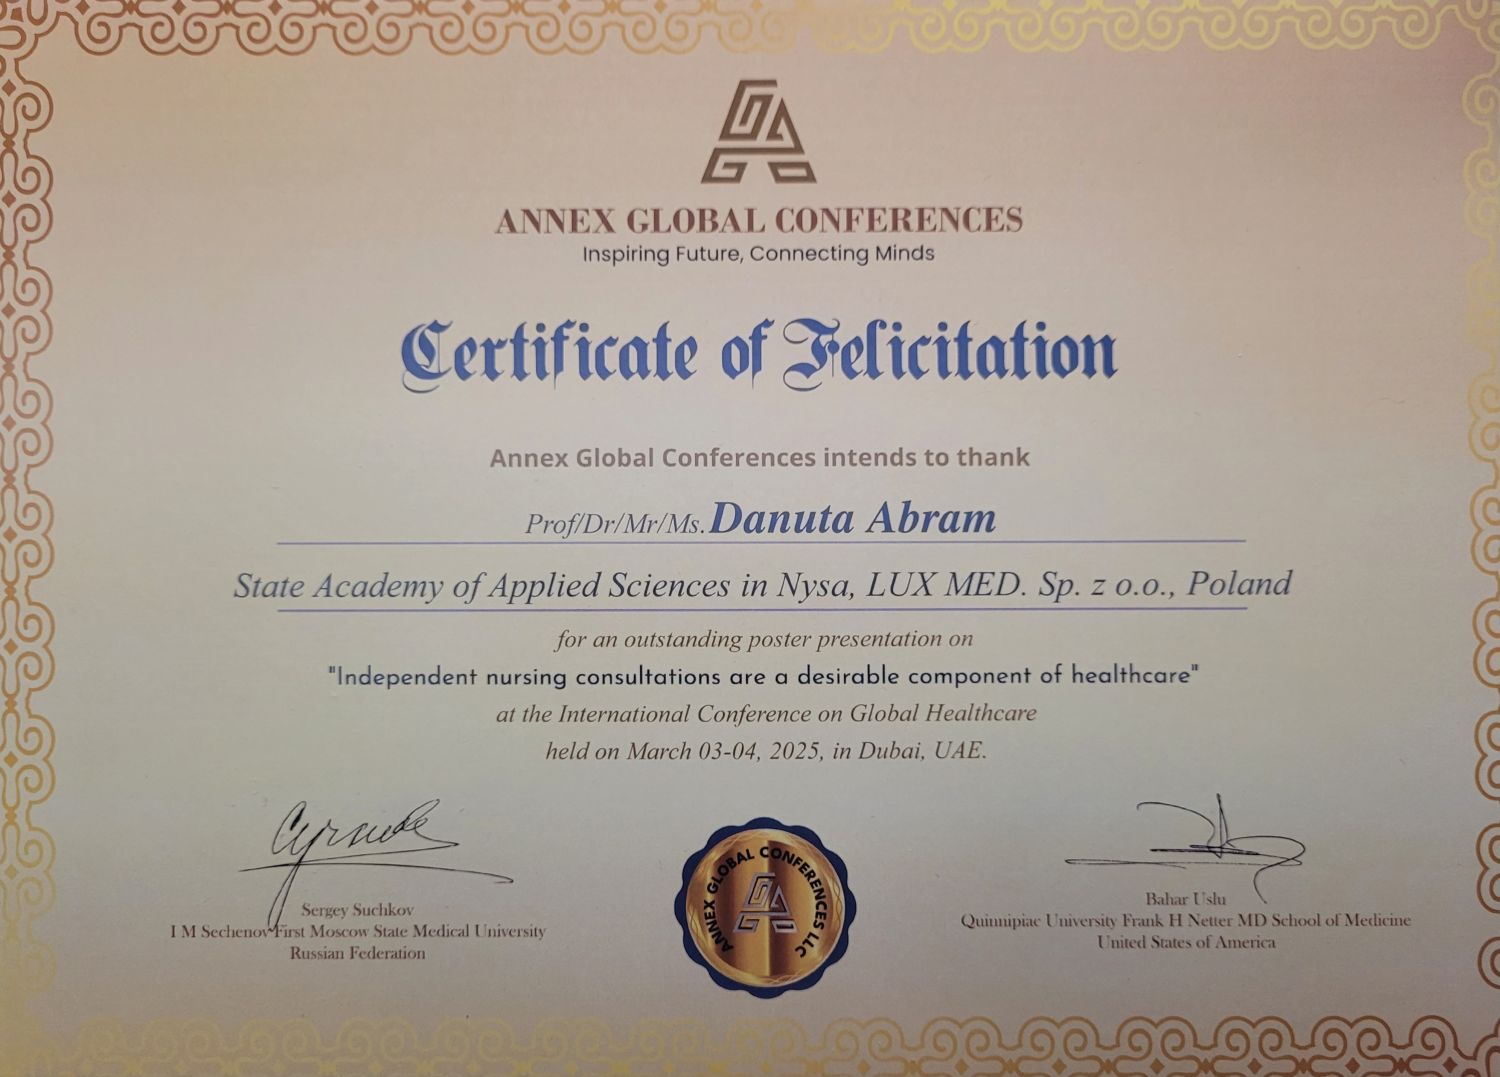 ANNEX GLOBAL CONFERENCES
Inspiring Future, Connecting Minds
Certificate of Felicitation
Annex Global Conferences intends to thank
Prof/Dr/Mr/Ms. Danuta Abram
State Academy of Applied Sciences in Nysa, LUX MED. Sp. z o.o., Poland
for an outstanding poster presentation on
"Independent nursing consultations are a desirable component of healthcare"
at the International Conference on Global Healthcare
held on March 03-04, 2025, in Dubai, UAE.
Sergey Suchkov
I M Sechenov First Moscow State Medical University
Russian Federation
ANNEX GLOBAL CONFERENCES LLC
Bahar Uslu
Quinnipiac University Frank H Netter MD School of Medicine
United States of America